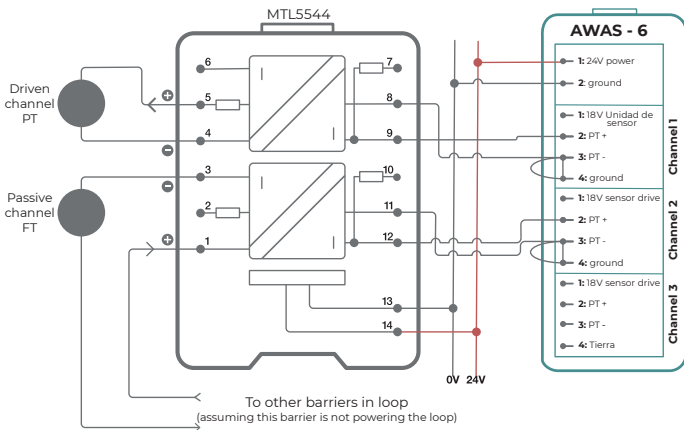 MTL5544
AWAS - 6
Driven
channel
PT
Passive
channel
FT
6
5
4
3
2
1
7
8
9
10
11
12
13
14
+
-
-
+
1: 24V power
2: ground
1: 18V Unidad de
sensor
2: PT +
3: PT -
4: ground
Channel 1
1: 18V sensor drive
2: PT +
3: PT -
4: ground
Channel 2
1: 18V sensor drive
2: PT +
3: PT -
4: Tierra
Channel 3
0V 24V
To other barriers in loop
(assuming this barrier is not powering the loop)